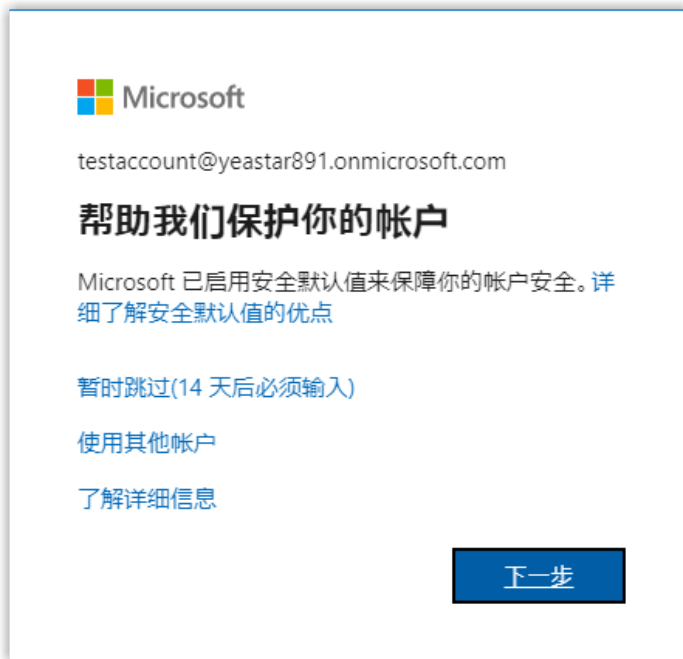 Microsoft
testaccount@yeastar891.onmicrosoft.com
帮助我们保护你的帐户
Microsoft 已启用安全默认值来保障你的帐户安全。详
细了解安全默认值的优点
暂时跳过(14 天后必须输入)
使用其他帐户
了解详细信息
下一步